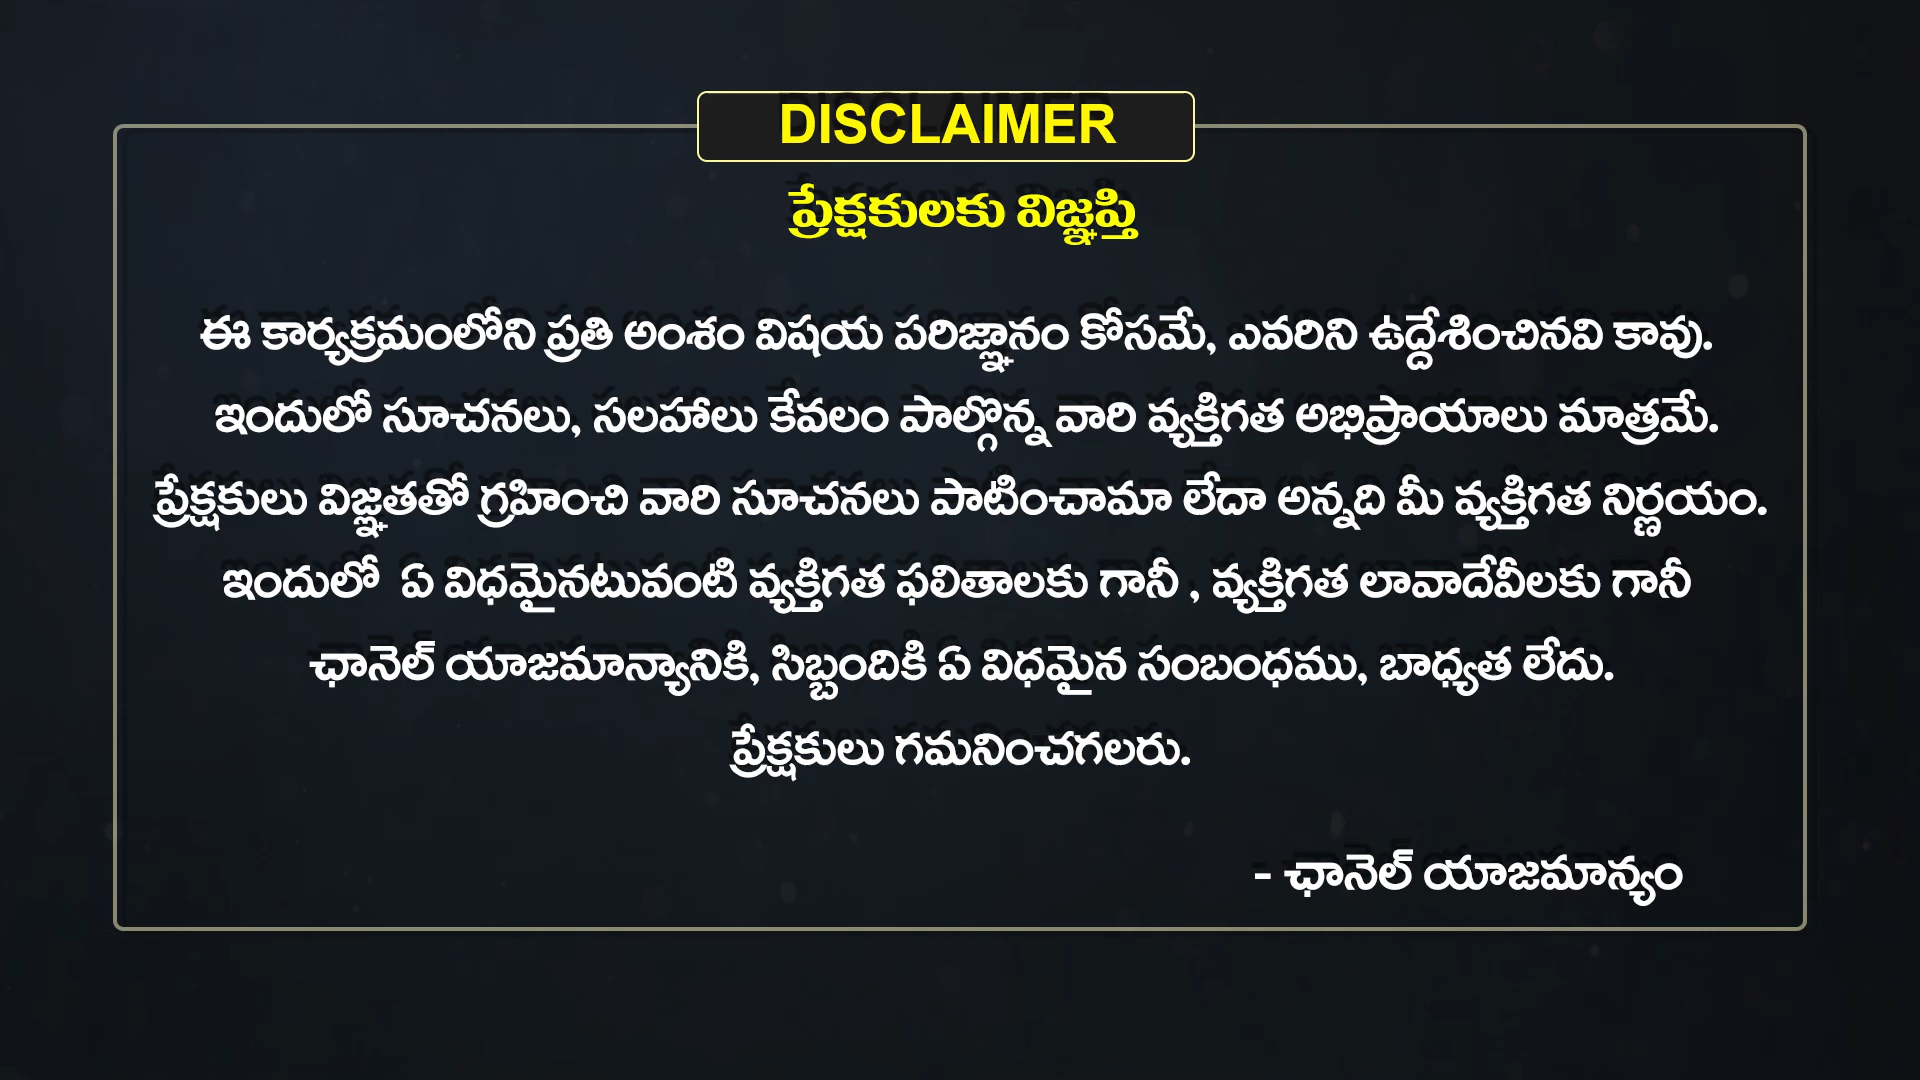 DISCLAIMER
ప్రేక్షకులకు విజ్ఞప్తి
ఈ కార్యక్రమంలోని ప్రతి అంశం విషయ పరిజ్ఞానం కోసమే, ఎవరిని ఉద్దేశించినవి కావు.
ఇందులో సూచనలు, సలహాలు కేవలం పాల్గొన్న వారి వ్యక్తిగత అభిప్రాయాలు మాత్రమే.
ప్రేక్షకులు విజ్ఞతతో గ్రహించి వారి సూచనలు పాటించామా లేదా అన్నది మీ వ్యక్తిగత నిర్ణయం.
ఇందులో ఏ విధమైనటువంటి వ్యక్తిగత ఫలితాలకు గానీ , వ్యక్తిగత లావాదేవీలకు గానీ
ఛానెల్ యాజమాన్యానికి, సిబ్బందికి ఏ విధమైన సంబంధము, బాధ్యత లేదు.
ప్రేక్షకులు గమనించగలరు.
- ఛానెల్ యాజమాన్యం